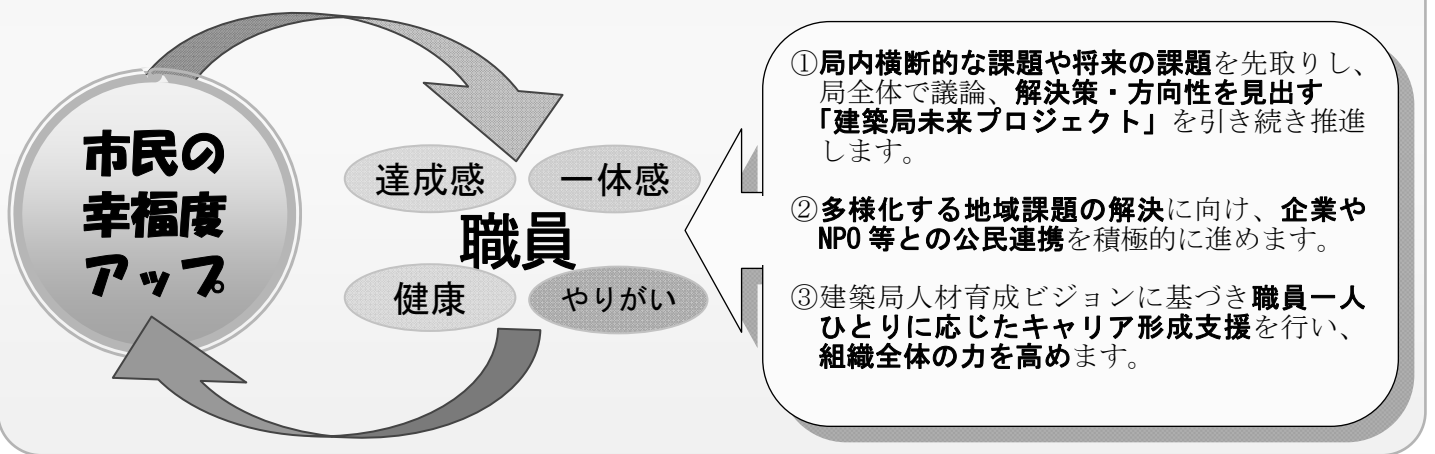 市民の
幸福度
アップ
達成感
一体感
職員
健康
やりがい
①局内横断的な課題や将来の課題を先取りし、
局全体で議論、解決策・方向性を見出す
「建築局未来プロジェクト」を引き続き推進
します。
②多様化する地域課題の解決に向け、企業や
NPO等との公民連携を積極的に進めます。
③建築局人材育成ビジョンに基づき職員一人
ひとりに応じたキャリア形成支援を行い、
組織全体の力を高めます。